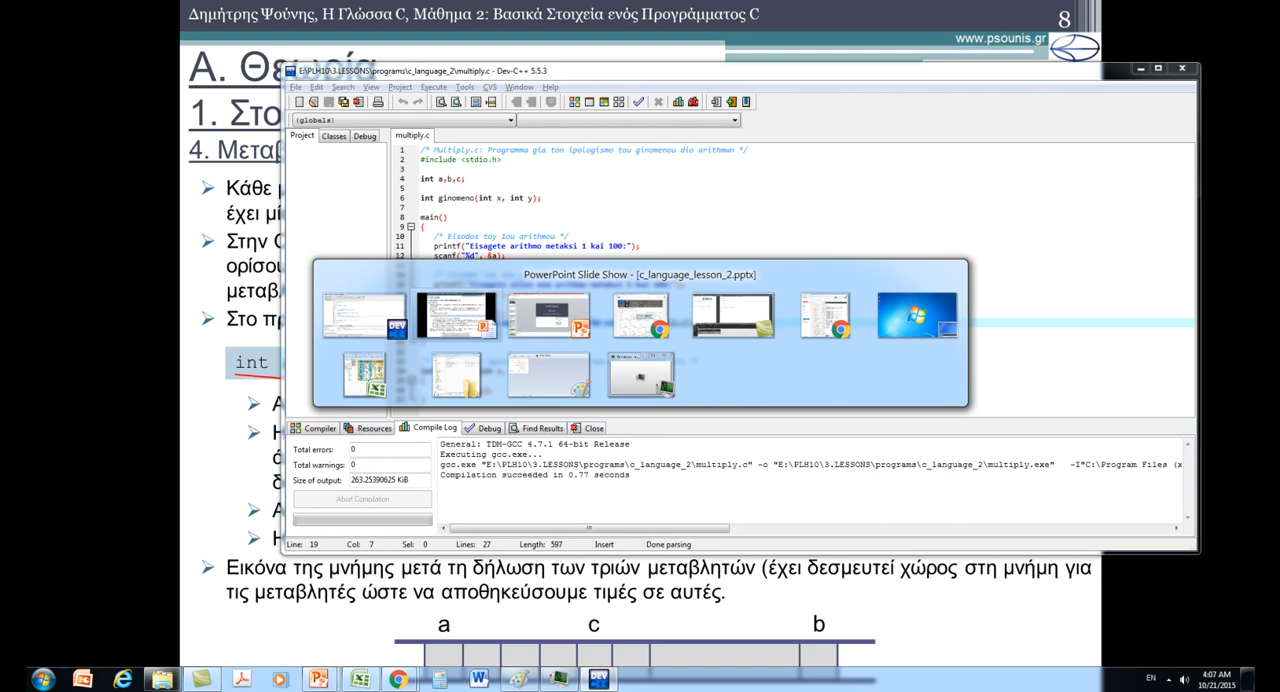 Δημήτρης Ψούνης, Η Γλώσσα C, Μάθημα 2: Βασικά Στοιχεία ενός Προγράμματος C
8
www.psounis.gr
Α. Θεωρία
E:\PLH10\3.LESSONS\programs\c_language_2\multiply.c - Dev-C++ 5.5.3
File Edit Search View Project Execute Tools CVS Window Help
1. Στο
(globals)
Project Classes Debug
multiply.c
4. Μεταβ
1 /* Multiply.c: Programma gia ton ipologismo tou ginomenou dio arithmwn */
2 #include <stdio.h>
3
4 int a,b,c;
5
6 int ginomeno(int x, int y);
7
8 main()
9 {
10 /* Eisodos toy 1ou arithmou */
11 printf("Eisagete arithmo metaksi 1 kai 100:");
12 scanf("%d", &a);
Κάθε
έχει μί
Στην C
ορίσου
μεταβλ
Στο πρ
int
PowerPoint Slide Show - [c_language_lesson_2.pptx]
DEV
Compiler Resources Compile Log Debug Find Results Close
Total errors: 0
Total warnings: 0
Size of output: 263.25390625 KiB
Abort Compilation
General: TDM-GCC 4.7.1 64-bit Release
Executing gcc.exe...
gcc.exe "E:\PLH10\3.LESSONS\programs\c_language_2\multiply.c" -o "E:\PLH10\3.LESSONS\programs\c_language_2\multiply.exe" -I"C:\Program Files (x
Compilation succeeded in 0.77 seconds
Line: 19 Col: 7 Sel: 0 Lines: 27 Length: 597 Insert Done parsing
Εικόνα της μνήμης μετά τη δήλωση των τριών μεταβλητών (έχει δεσμευτεί χώρος στη μνήμη για
τις μεταβλητές ώστε να αποθηκεύσουμε τιμές σε αυτές.
a c b
DEV
EN
4:07 AM
10/21/2015